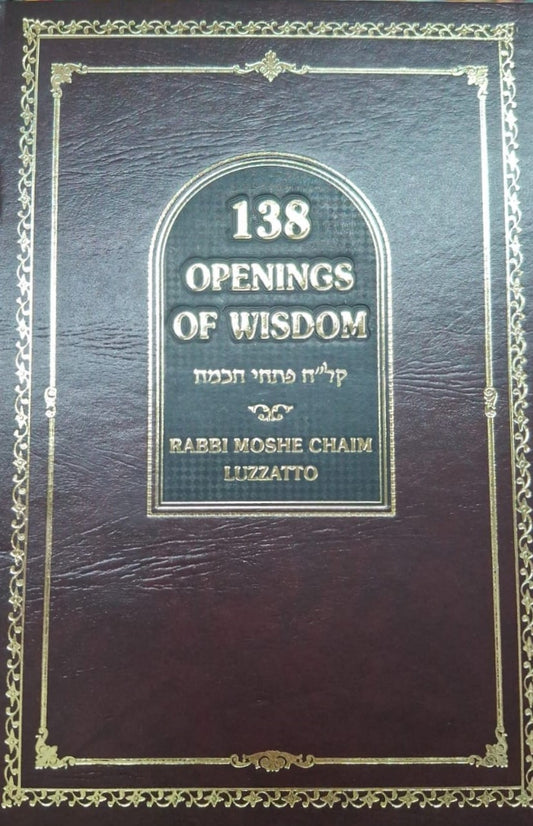 138
OPENINGS
OF WISDOM
קל״ח פתחי חכמה
RABBI MOSHE CHAIM
LUZZATTO